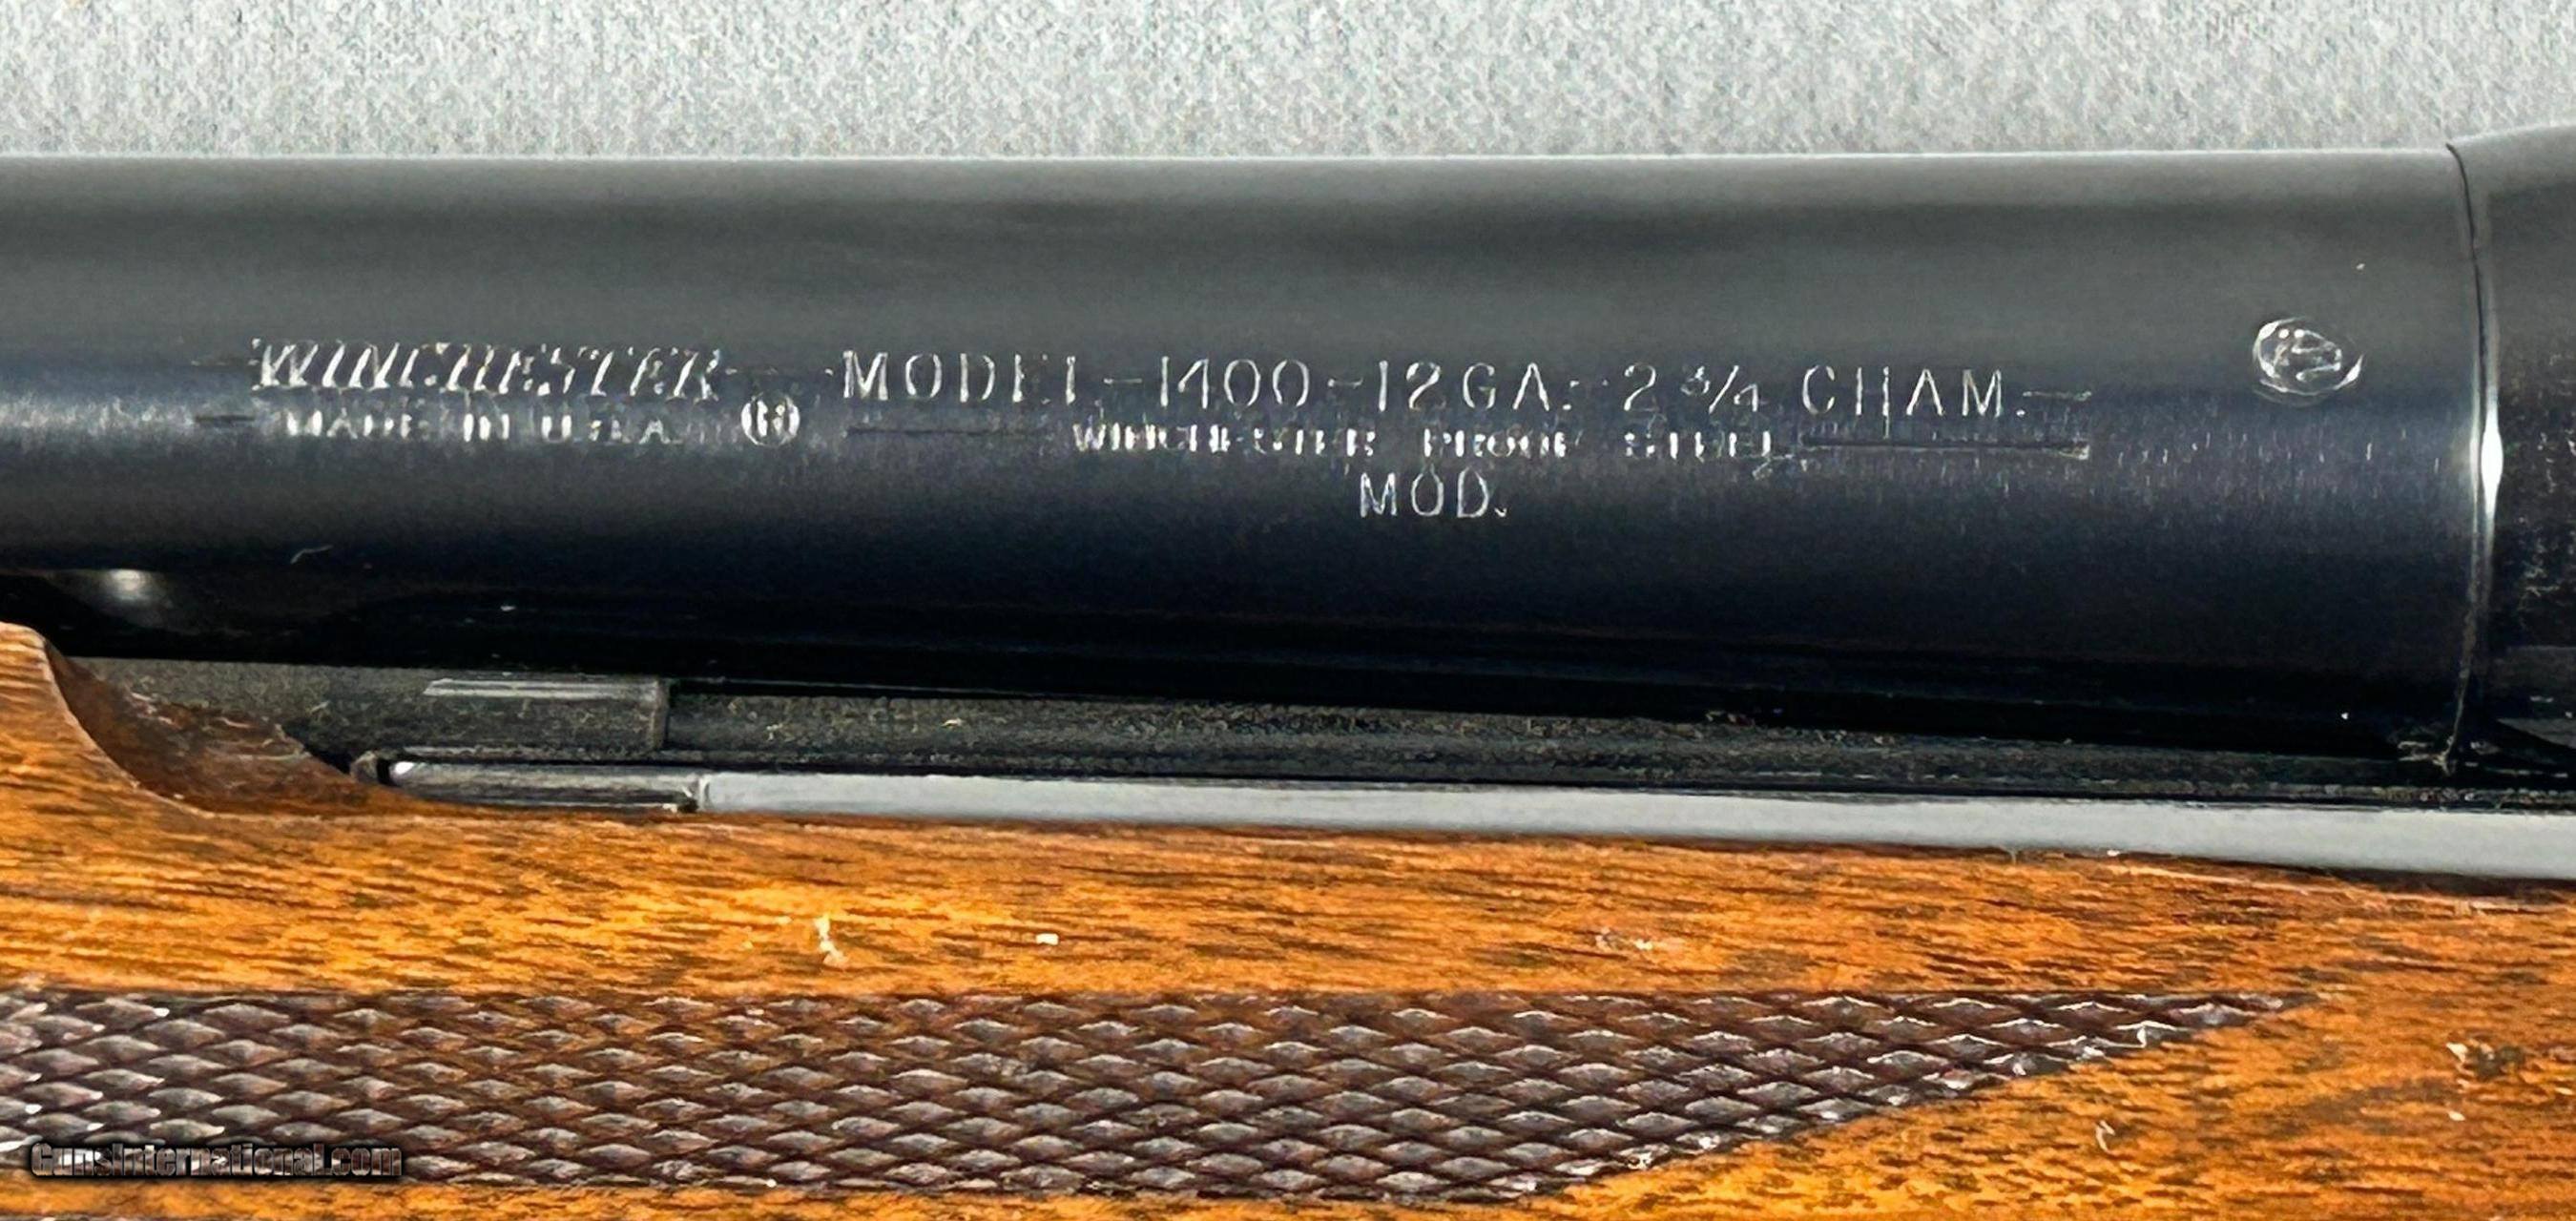 WINCHESTER
MADE IN U.S.A. ®
MODEL-1400-12GA.-2 3/4 CHAM.-
WINCHESTER PROOF STEEL
MOD.
GunsInternational.com